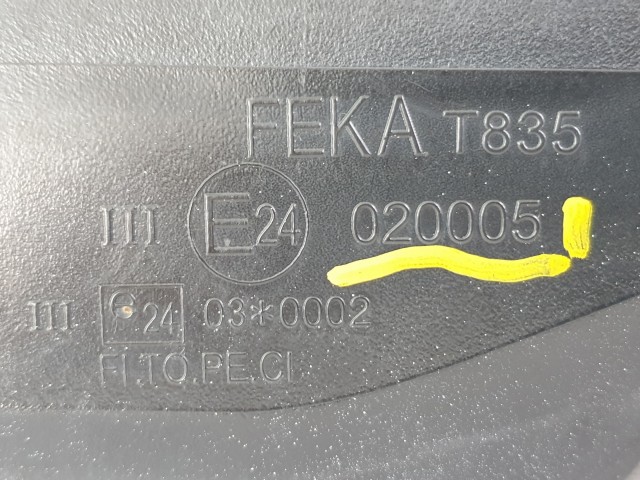 FEKA T835
III E24 020005
III e24 03*0002
FI.TO.PE.CI